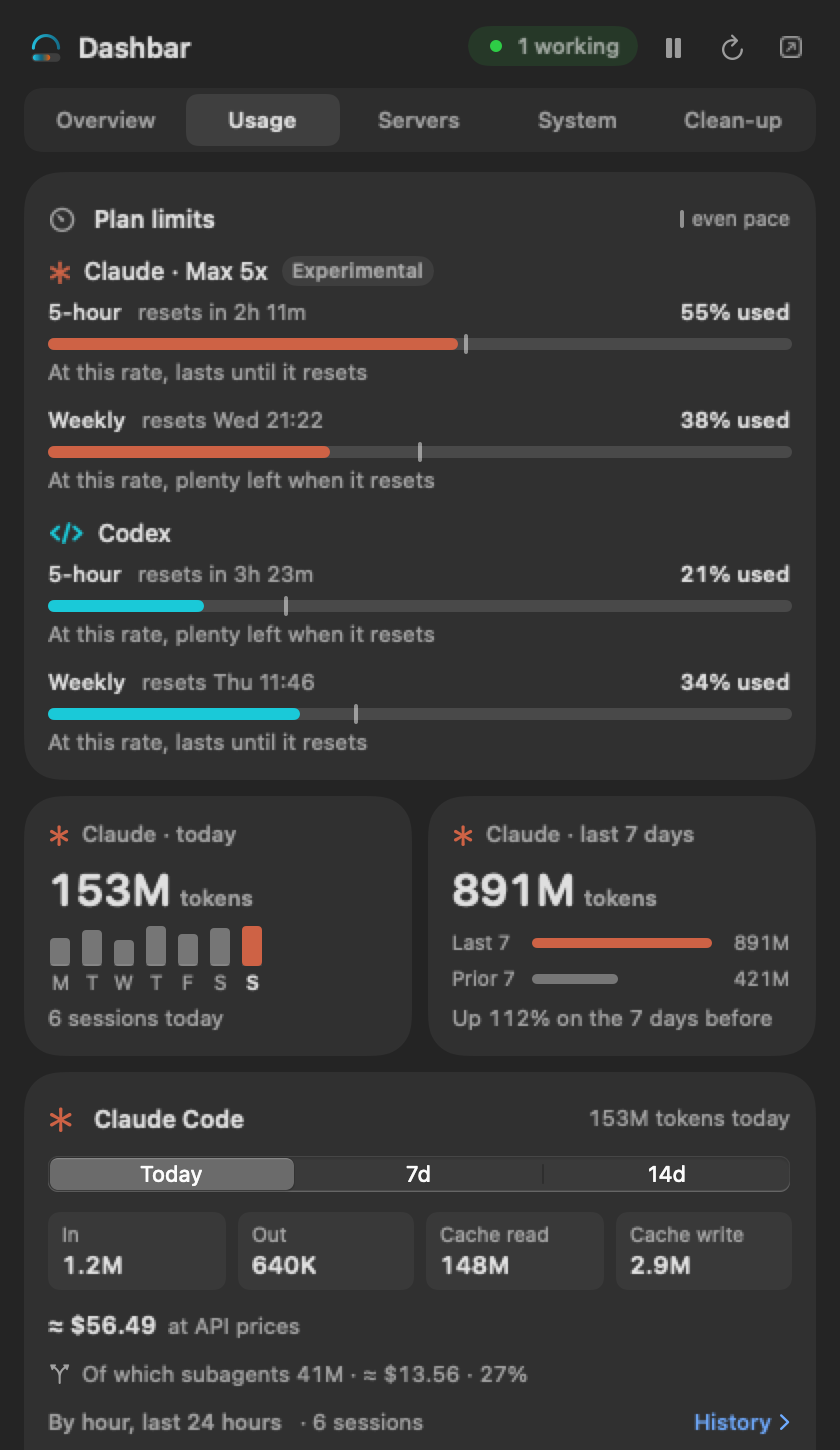 Dashbar
1 working
Overview Usage Servers System Clean-up
Plan limits
even pace
Claude · Max 5x Experimental
5-hour resets in 2h 11m 55% used
At this rate, lasts until it resets
Weekly resets Wed 21:22 38% used
At this rate, plenty left when it resets
</> Codex
5-hour resets in 3h 23m 21% used
At this rate, plenty left when it resets
Weekly resets Thu 11:46 34% used
At this rate, lasts until it resets
Claude · today
153M tokens
M T W T F S S
6 sessions today
Claude · last 7 days
891M tokens
Last 7 891M
Prior 7 421M
Up 112% on the 7 days before
Claude Code 153M tokens today
Today 7d 14d
In Out Cache read Cache write
1.2M 640K 148M 2.9M
≈ $56.49 at API prices
Of which subagents 41M · ≈ $13.56 · 27%
By hour, last 24 hours · 6 sessions History >